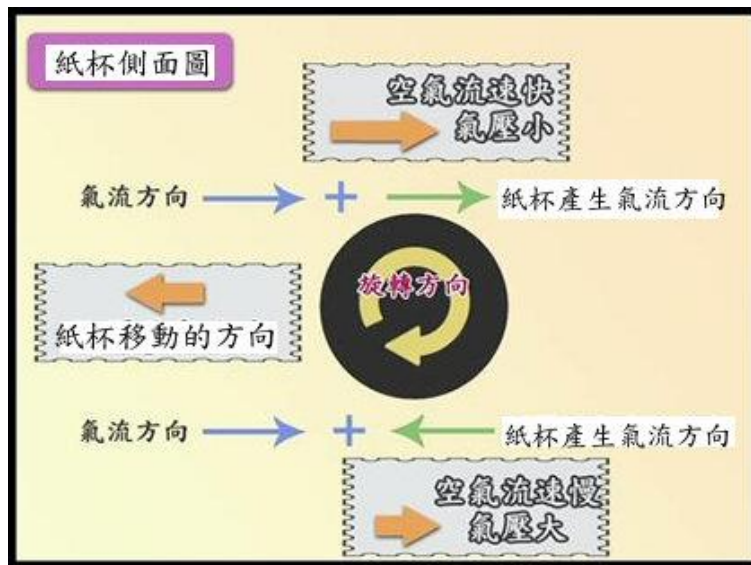 紙杯側面圖
空氣流速快
氣壓小
氣流方向
紙杯產生氣流方向
旋轉方向
紙杯移動的方向
氣流方向
紙杯產生氣流方向
空氣流速慢
氣壓大